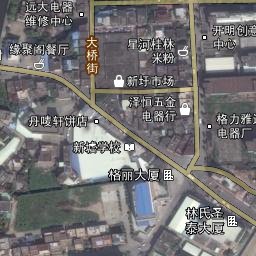 远大电器
维修中心
缘聚阁餐厅
大桥街
星河桂林
米粉
开明创意
中心
新圩市场
泽恒五金
电器行
格力雅迪
电器厂
丹唛轩饼店
新塘学校
格丽大厦
林氏圣
泰大厦